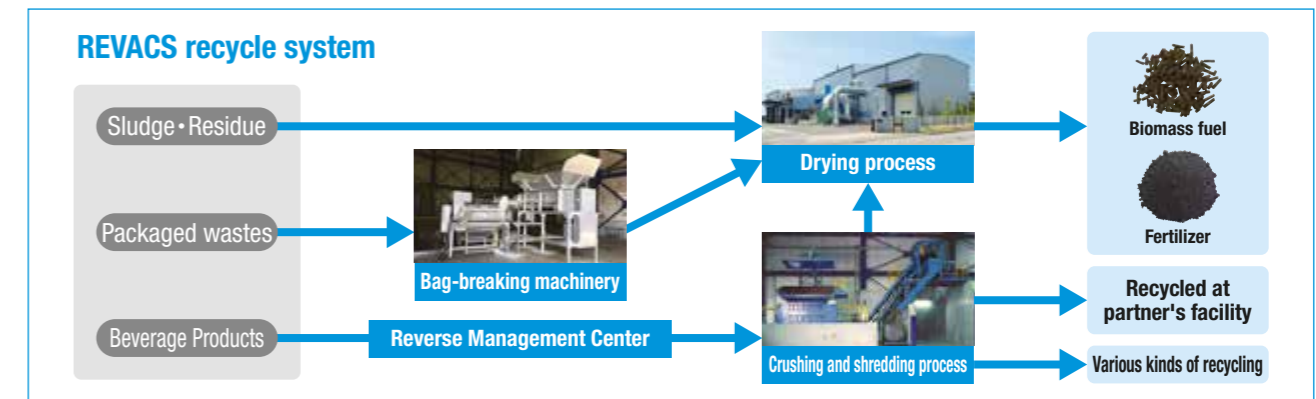 REVACS recycle system
Sludge・Residue
Packaged wastes
Beverage Products
Bag-breaking machinery
Reverse Management Center
Drying process
Crushing and shredding process
Biomass fuel
Fertilizer
Recycled at
partner's facility
Various kinds of recycling